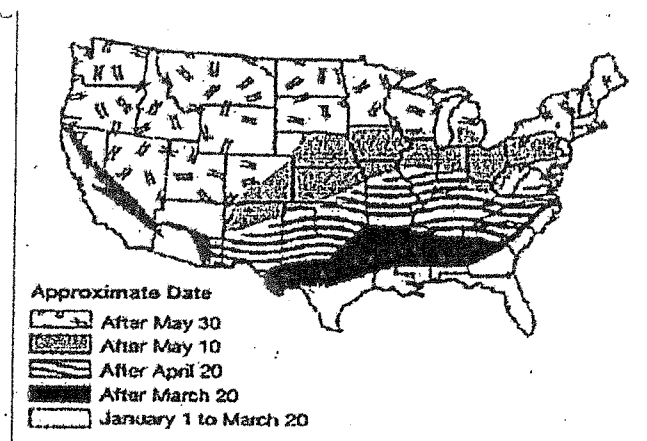 Approximate Date
After May 30
After May 10
After April 20
After March 20
January 1 to March 20